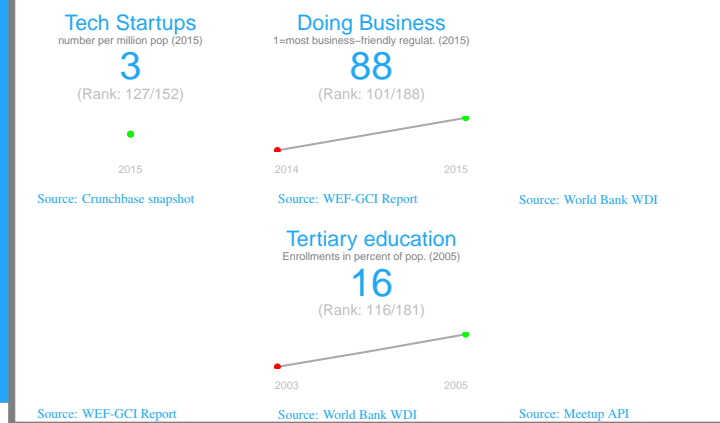 Tech Startups
number per million pop (2015)
3
(Rank: 127/152)
2015
Source: Crunchbase snapshot
Doing Business
1=most business−friendly regulat. (2015)
88
(Rank: 101/188)
2014 2015
Source: WEF-GCI Report
Source: World Bank WDI
Tertiary education
Enrollments in percent of pop. (2005)
16
(Rank: 116/181)
2003 2005
Source: WEF-GCI Report
Source: World Bank WDI
Source: Meetup API